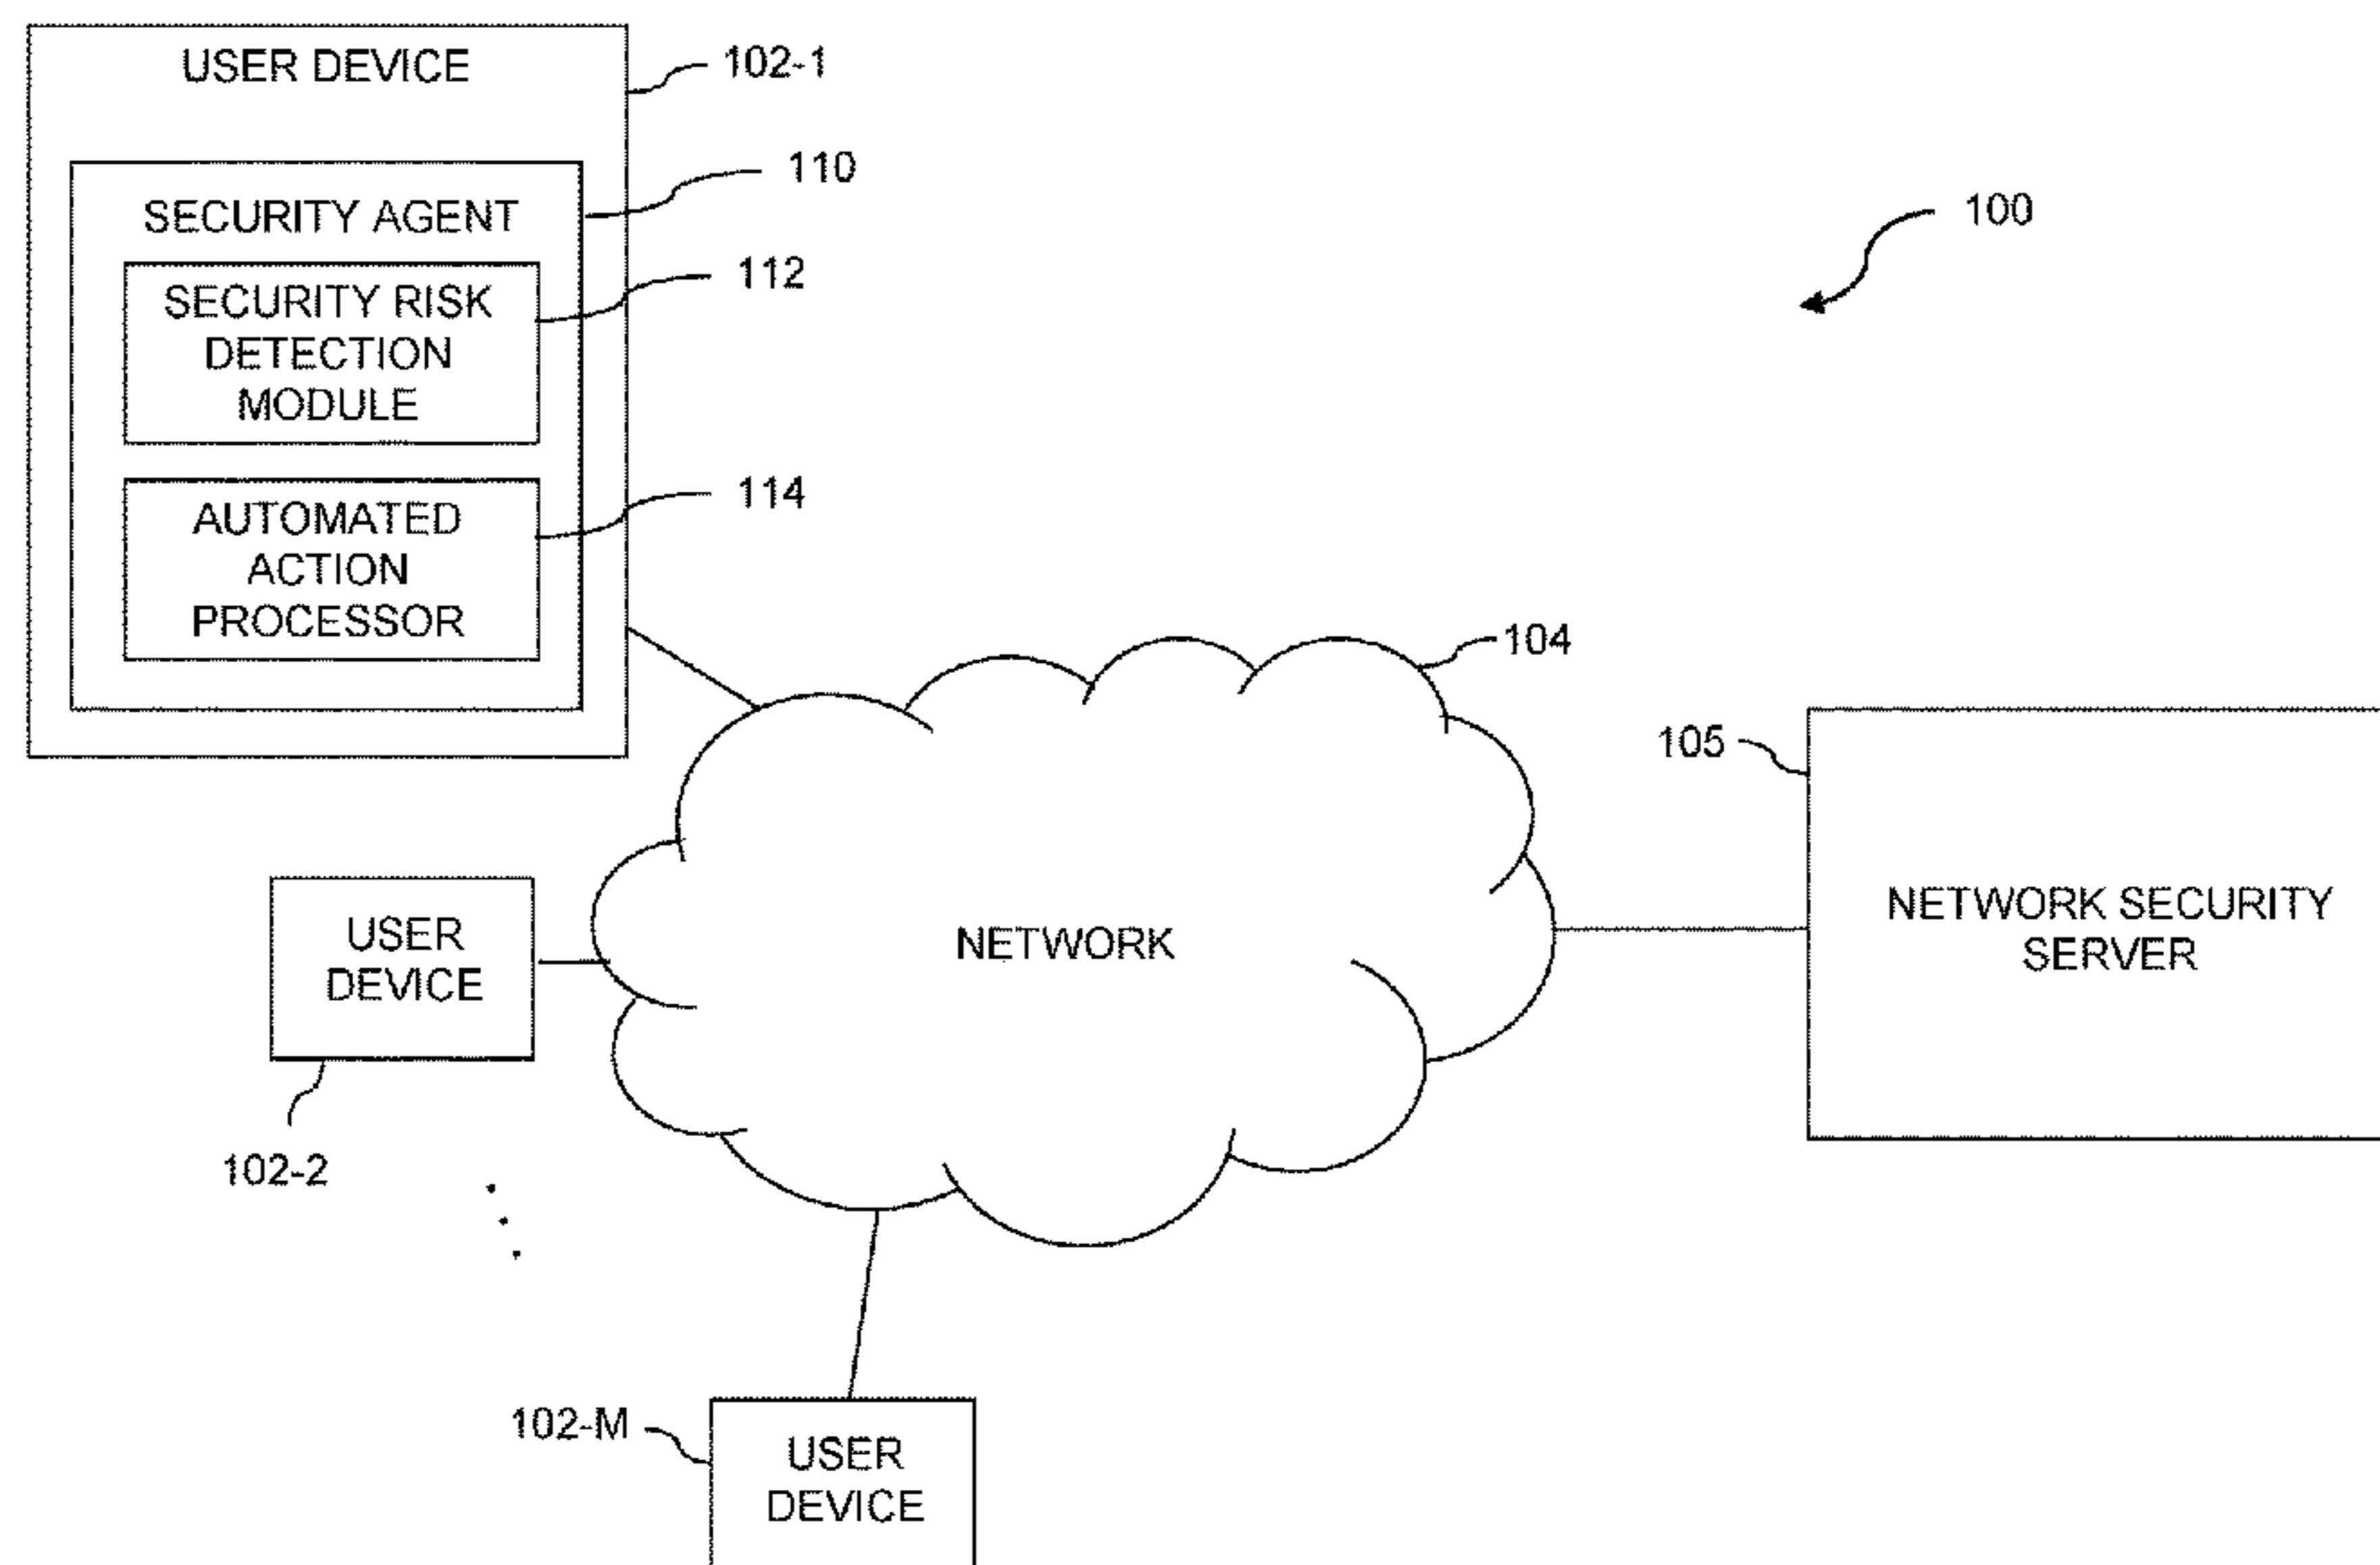 USER DEVICE
102-1
110
SECURITY AGENT
100
112
SECURITY RISK
DETECTION
MODULE
114
AUTOMATED
ACTION
PROCESSOR
104
105
NETWORK SECURITY
SERVER
USER
DEVICE
NETWORK
102-2
102-M
USER
DEVICE